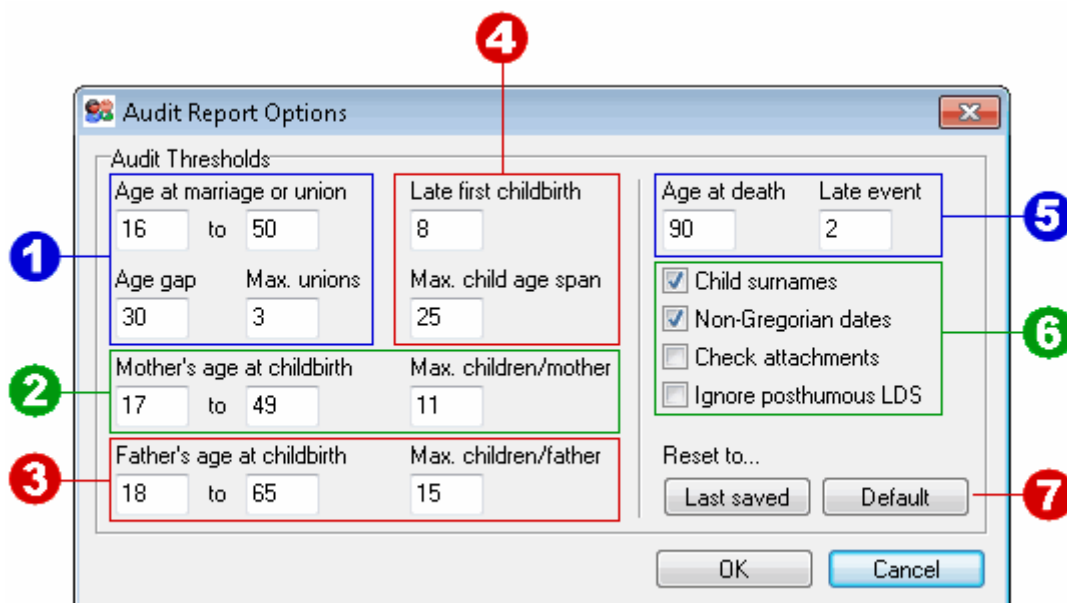 4
Audit Report Options
Audit Thresholds
Age at marriage or union
16 to 50
Age gap Max. unions
30 3
1
Late first childbirth
8
Max. child age span
25
Age at death Late event
90 2
5
Child surnames
Non-Gregorian dates
Check attachments
Ignore posthumous LDS
6
Mother's age at childbirth Max. children/mother
17 to 49 11
2
Father's age at childbirth Max. children/father
18 to 65 15
3
Reset to...
Last saved Default
7
OK Cancel